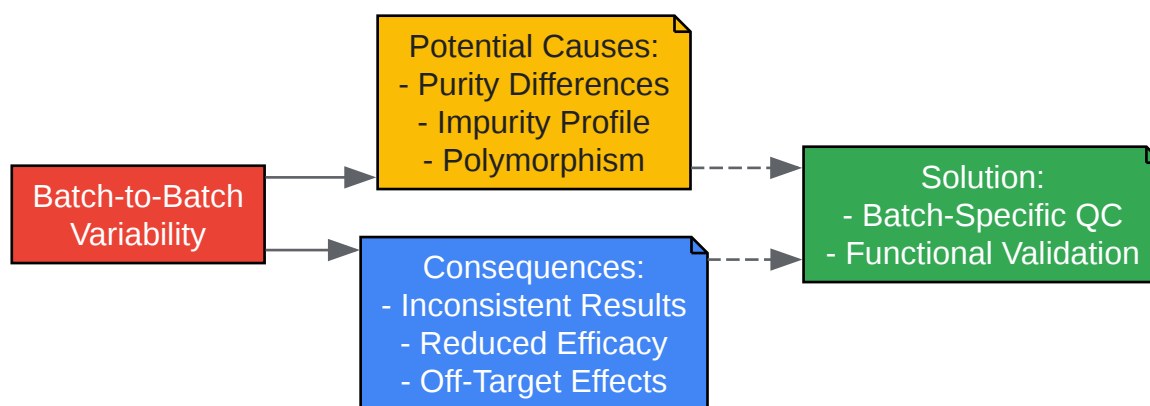 Batch-to-Batch
Variability
Potential Causes:
- Purity Differences
- Impurity Profile
- Polymorphism
Consequences:
- Inconsistent Results
- Reduced Efficacy
- Off-Target Effects
Solution:
- Batch-Specific QC
- Functional Validation